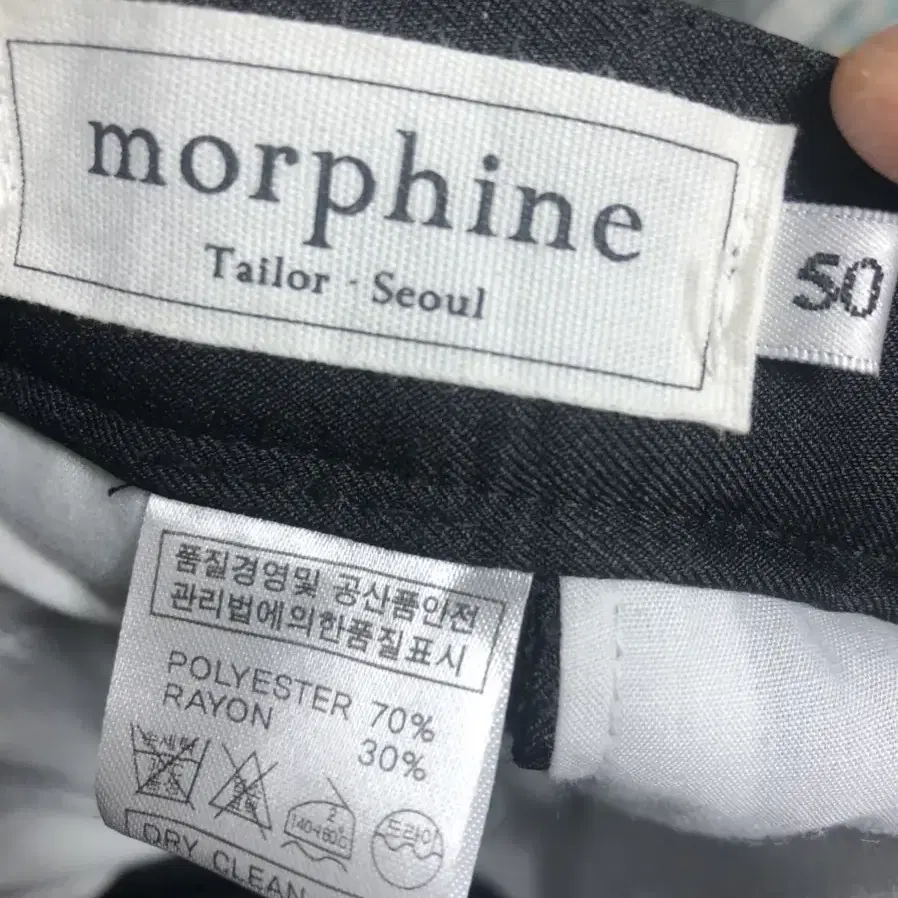 morphine
Tailor · Seoul
50
품질경영및 공산품안전
관리법에의한품질표시
POLYESTER 70%
RAYON 30%
드라이
DRY CLEAN